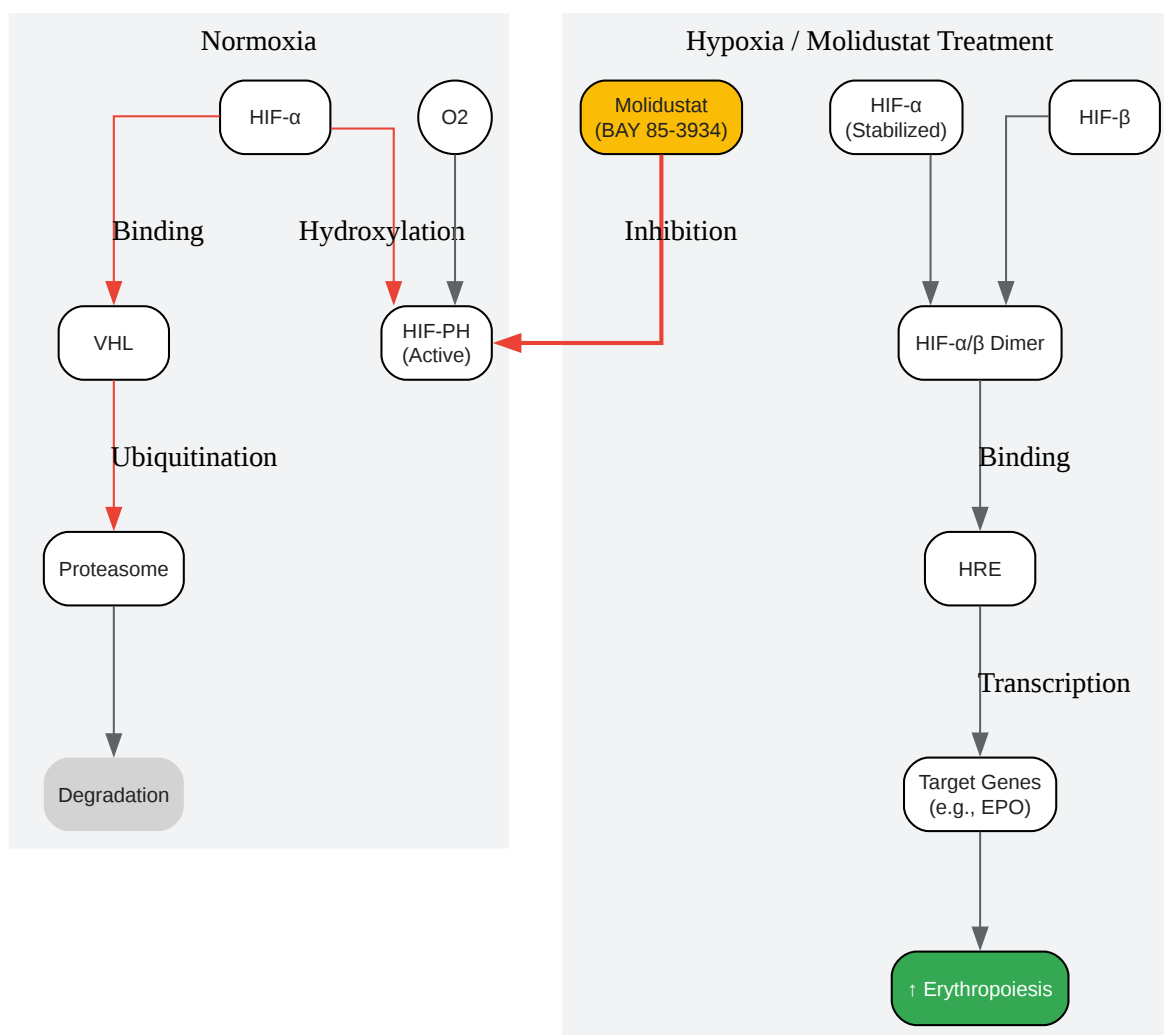 Normoxia
HIF-α
O2
Binding
Hydroxylation
VHL
HIF-PH
(Active)
Ubiquitination
Proteasome
Degradation
Hypoxia / Molidustat Treatment
Molidustat
(BAY 85-3934)
HIF-α
(Stabilized)
HIF-β
Inhibition
HIF-α/β Dimer
Binding
HRE
Transcription
Target Genes
(e.g., EPO)
↑ Erythropoiesis